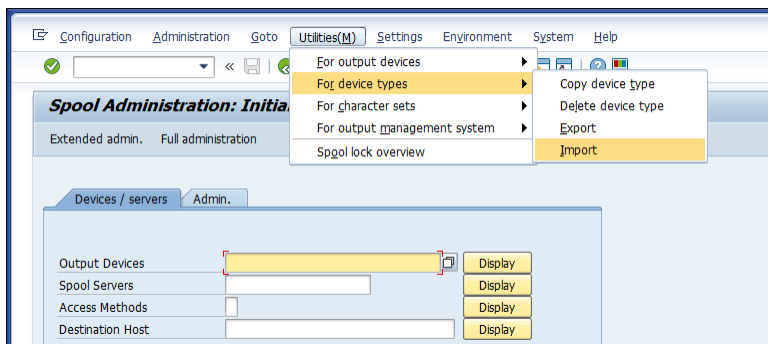 Configuration Administration Goto Utilities(M) Settings Environment System Help
For output devices
For device types
For character sets
For output management system
Spool lock overview
Copy device type
Delete device type
Export
Import
Spool Administration: Initia
Extended admin. Full administration
Devices / servers Admin.
Output Devices Display
Spool Servers Display
Access Methods Display
Destination Host Display